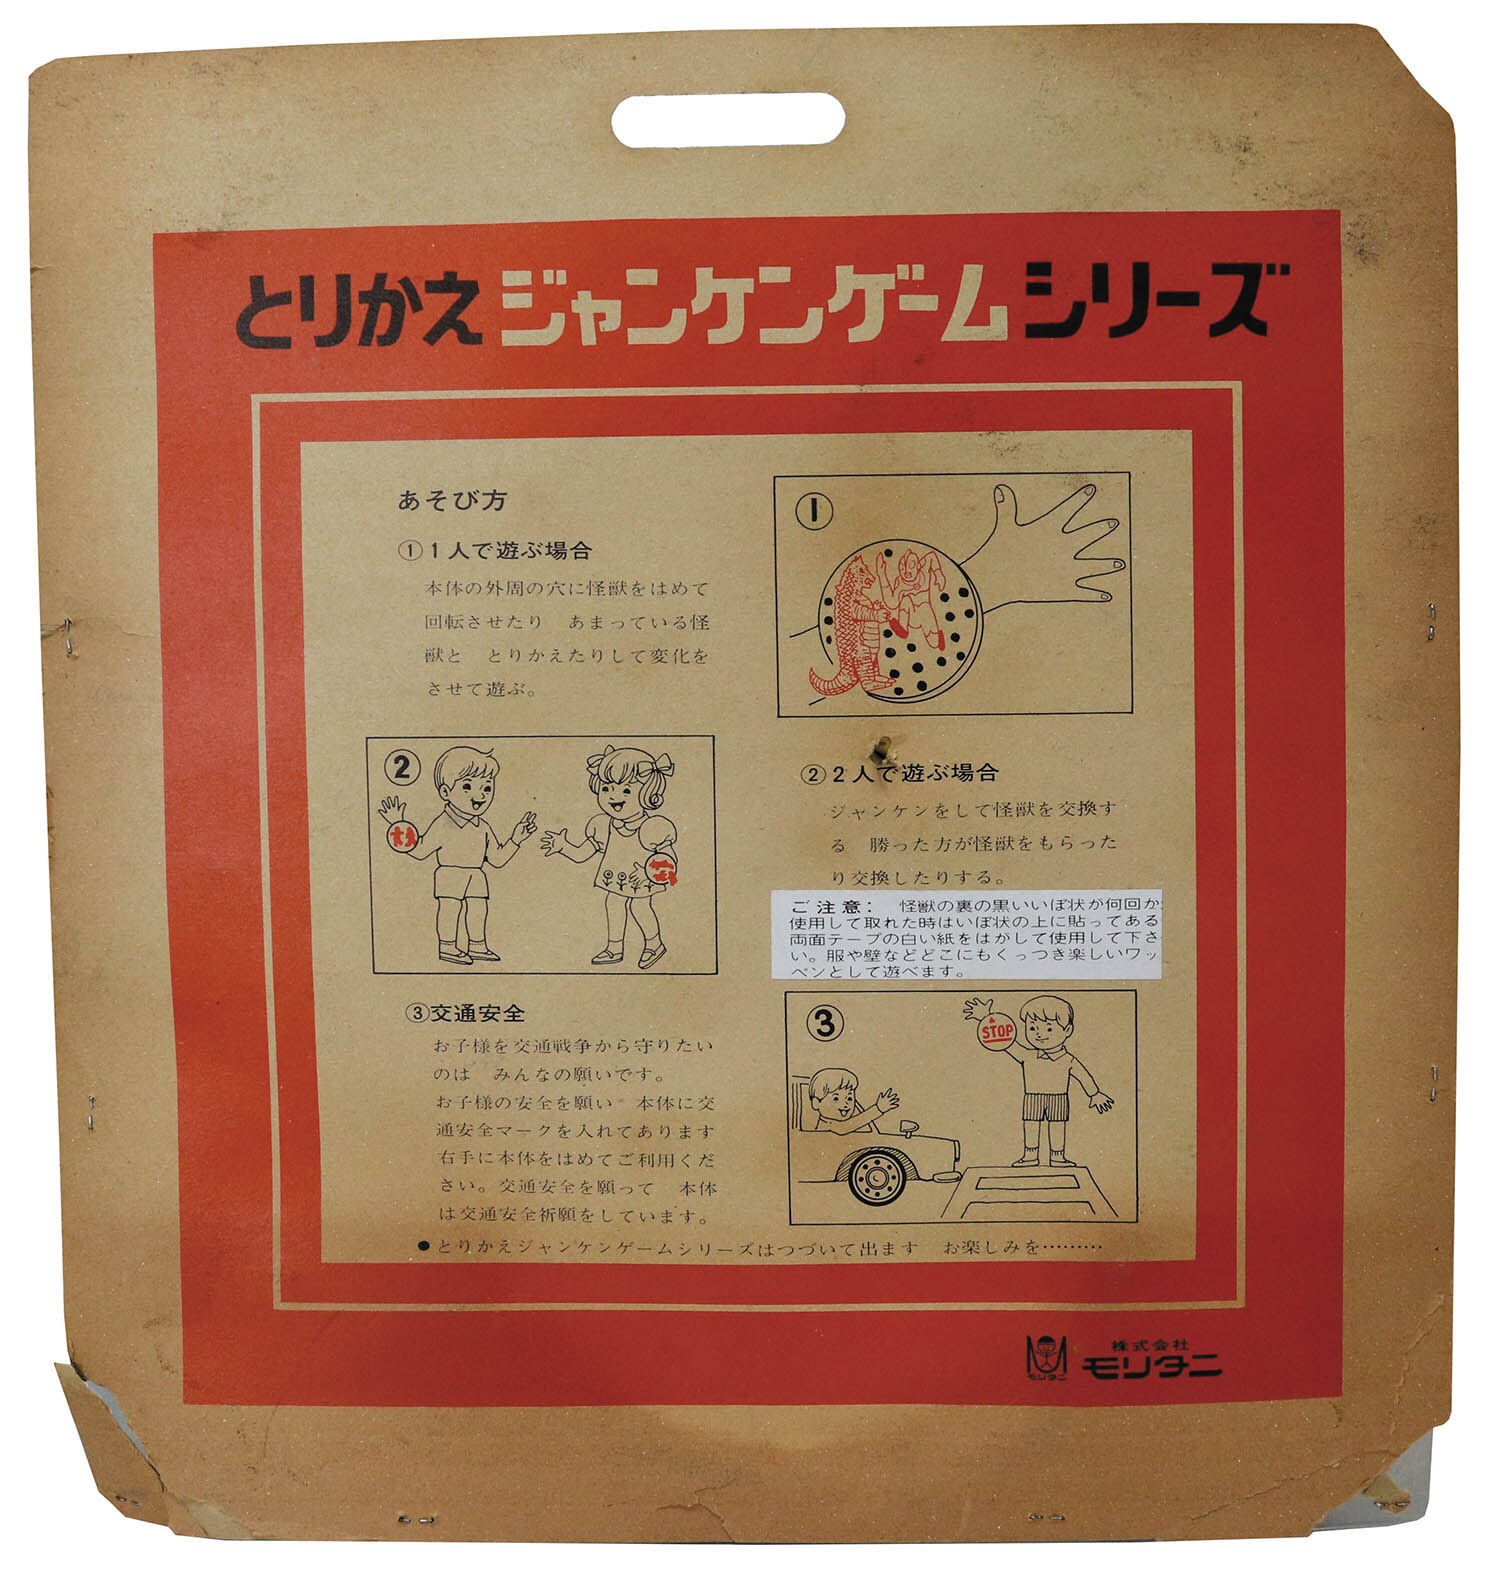 とりかえジャンケンゲームシリーズ
あそび方
①1人で遊ぶ場合
本体の外周の穴に怪獣をはめて
回転させたり　あまっている怪
獣と　とりかえたりして変化を
させて遊ぶ。
1
2
②2人で遊ぶ場合
ジャンケンをして怪獣を交換す
る　勝った方が怪獣をもらった
り交換したりする。
ご注意：　怪獣の裏の黒いいぼ状が何回か
使用して取れた時はいぼ状の上に貼ってある
両面テープの白い紙をはがして使用して下さ
い。服や壁などどこにもくっつき楽しいワッ
ペンとして遊べます。
③交通安全
お子様を交通戦争から守りたい
のは　みんなの願いです。
お子様の安全を願い　本体に交
通安全マークを入れてあります
右手に本体をはめてご利用くだ
さい。交通安全を願って　本体
は交通安全祈願をしています。
3
STOP
●とりかえジャンケンゲームシリーズはつづいて出ます　お楽しみを………
モリタニ
株式会社
モリタニ